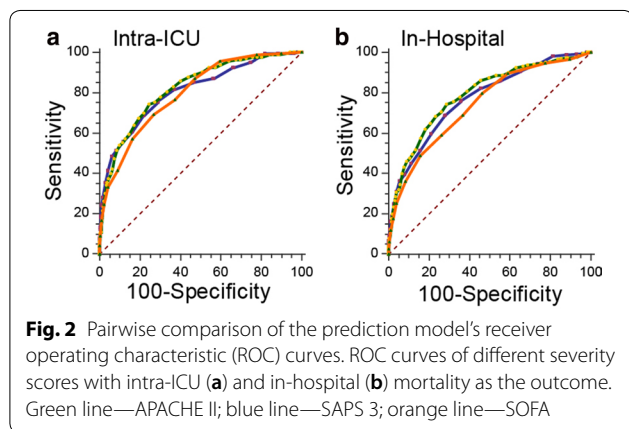 a Intra-ICU
b In-Hospital
100
80
60
40
20
0
Sensitivity
0 20 40 60 80 100
100-Specificity
100
80
60
40
20
0
Sensitivity
0 20 40 60 80 100
100-Specificity
Fig. 2 Pairwise comparison of the prediction model's receiver
operating characteristic (ROC) curves. ROC curves of different severity
scores with intra-ICU (a) and in-hospital (b) mortality as the outcome.
Green line—APACHE II; blue line—SAPS 3; orange line—SOFA